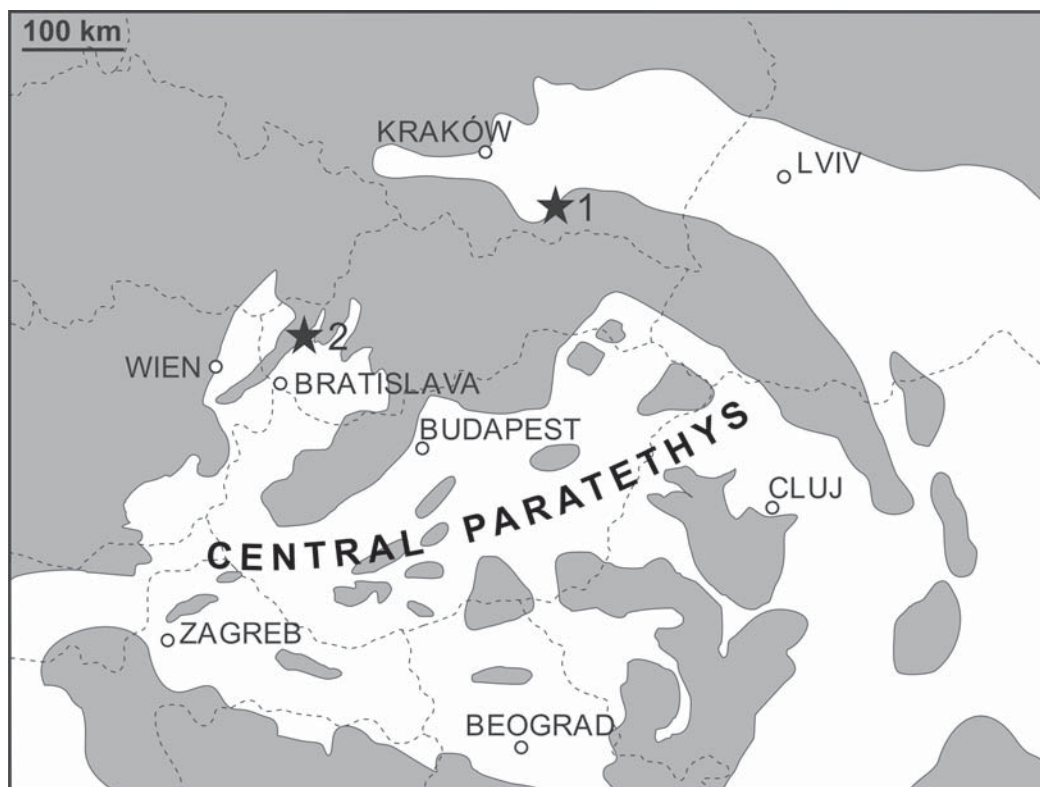 100 km
KRAKÓW
LVIV
1
2
WIEN
BRATISLAVA
BUDAPEST
CLUJ
CENTRAL PARATETHYS
ZAGREB
BEOGRAD